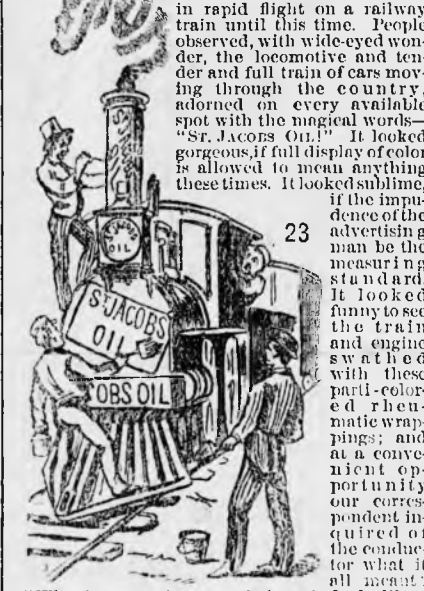 in rapid flight on a railway
train until this time. People
observed, with wide-eyed won-
der, the locomotive and ten-
der and full train of cars mov-
ing through the country,
adorned on every available
spot with the magical words—
"ST. JACOBS OIL!" It looked
gorgeous, if full display of color
is allowed to mean anything
these times. It looked sublime,
if the impu-
dence of the
advertising
man be the
measuring
standard.
It looked
funny to see
the train
and engine
swathed
with these
parti-color-
ed rheu-
matic wrap-
pings; and
at a conve-
nient op-
portunity
our corres-
pondent in-
quired of
the conduc-
tor what it
all meant?
23
ST. JACOBS
OIL
ST JACOBS
OIL
OBS OIL